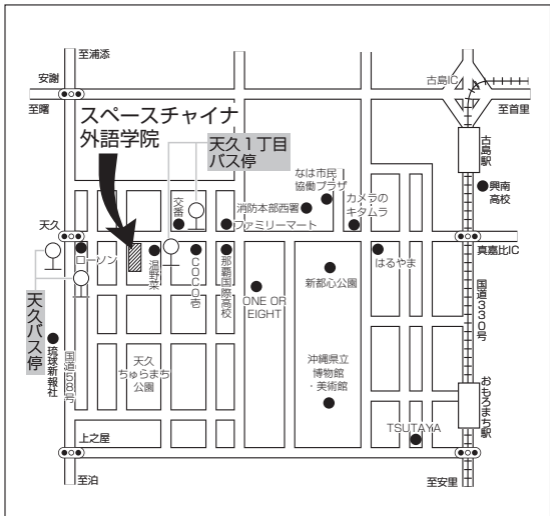 至浦添
安謝
至曙
古島IC
至首里
スペースチャイナ
外語学院
天久1丁目
バス停
古島駅
なは市民
協働プラザ
交番
消防本部西署
カメラの
キタムラ
興南
高校
ファミリーマート
天久
真嘉比IC
ローソン
温野菜
COCO壱
那覇国際高校
はるやま
新都心公園
ONE OR
EIGHT
天久バス停
国道330号
琉球新報社
国道58号
天久
ちゅらまち
公園
沖縄県立
博物館
・美術館
おもろまち駅
TSUTAYA
上之屋
至泊
至安里